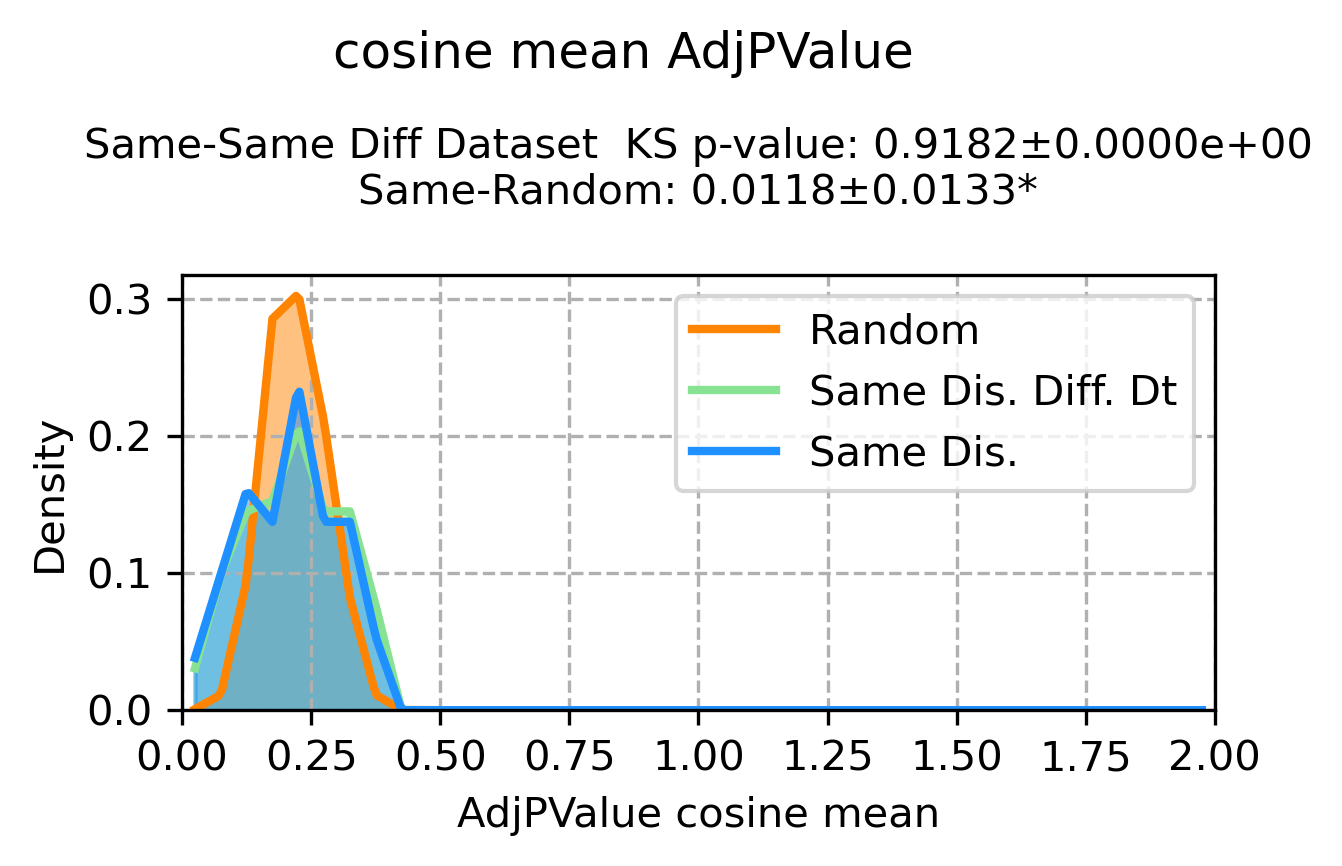 cosine mean AdjPValue
Same-Same Diff Dataset  KS p-value: 0.9182±0.0000e+00
Same-Random: 0.0118±0.0133*
0.3
0.2
0.1
0.0
Density
Random
Same Dis. Diff. Dt
Same Dis.
0.00 0.25 0.50 0.75 1.00 1.25 1.50 1.75 2.00
AdjPValue cosine mean